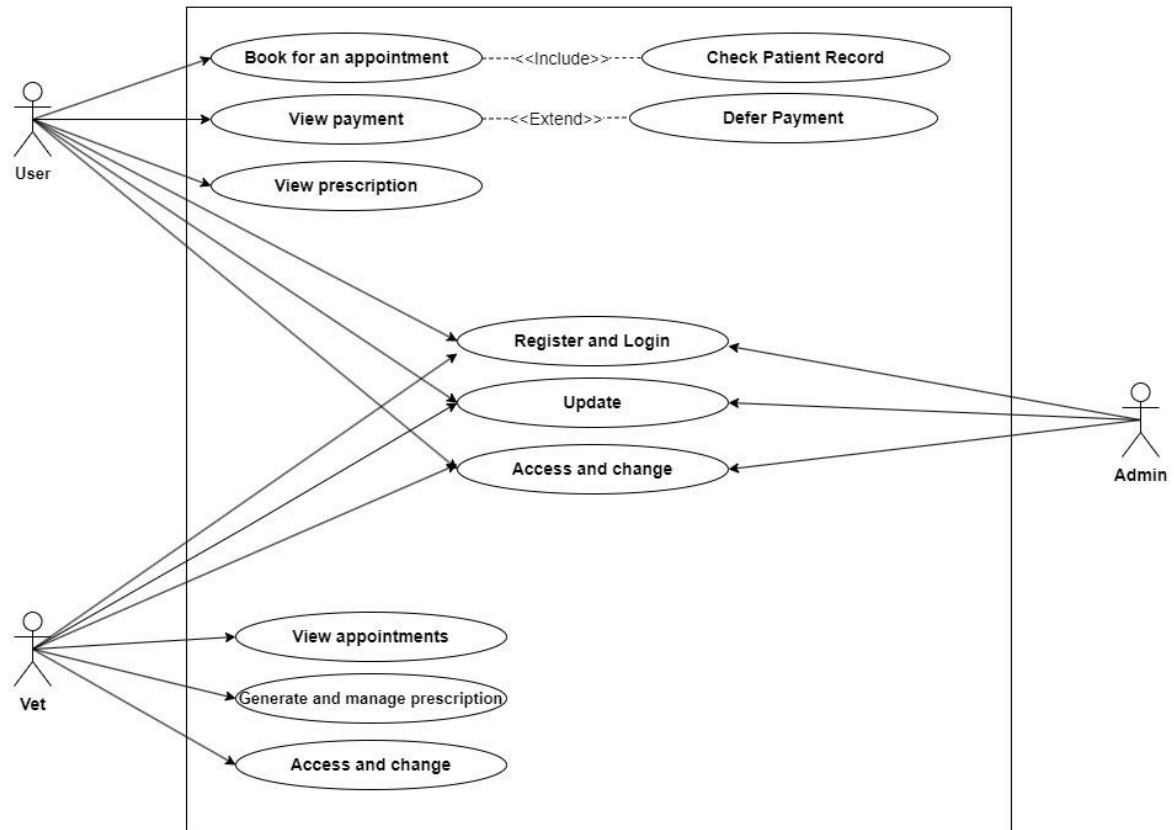 Book for an appointment
<<Include>>
Check Patient Record
View payment
<<Extend>>
Defer Payment
User
View prescription
Register and Login
Update
Access and change
Admin
View appointments
Vet
Generate and manage prescription
Access and change